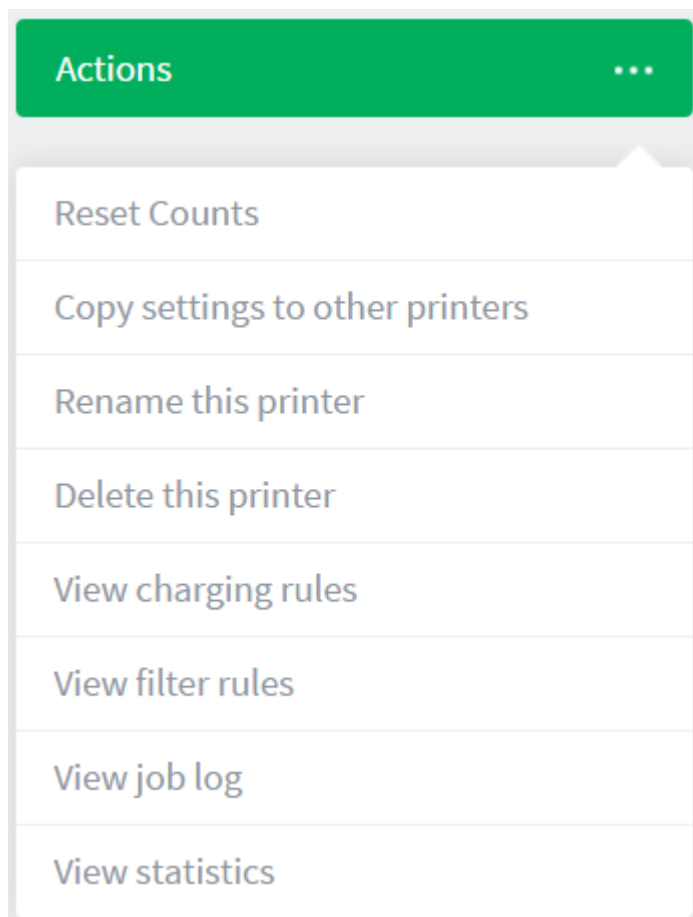 Actions ...
Reset Counts
Copy settings to other printers
Rename this printer
Delete this printer
View charging rules
View filter rules
View job log
View statistics